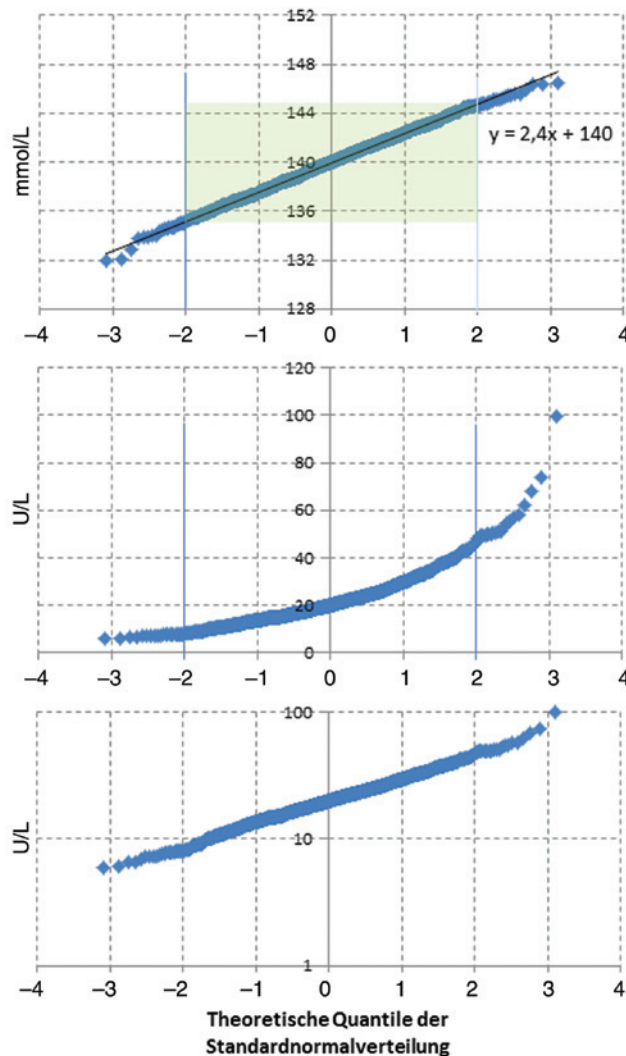 152
148
144
140
136
132
128
mmol/L
y = 2,4x + 140
–4 –3 –2 –1 0 1 2 3 4
120
100
80
60
40
20
0
U/L
–4 –3 –2 –1 0 1 2 3 4
100
10
1
U/L
–4 –3 –2 –1 0 1 2 3 4
Theoretische Quantile der
Standardnormalverteilung